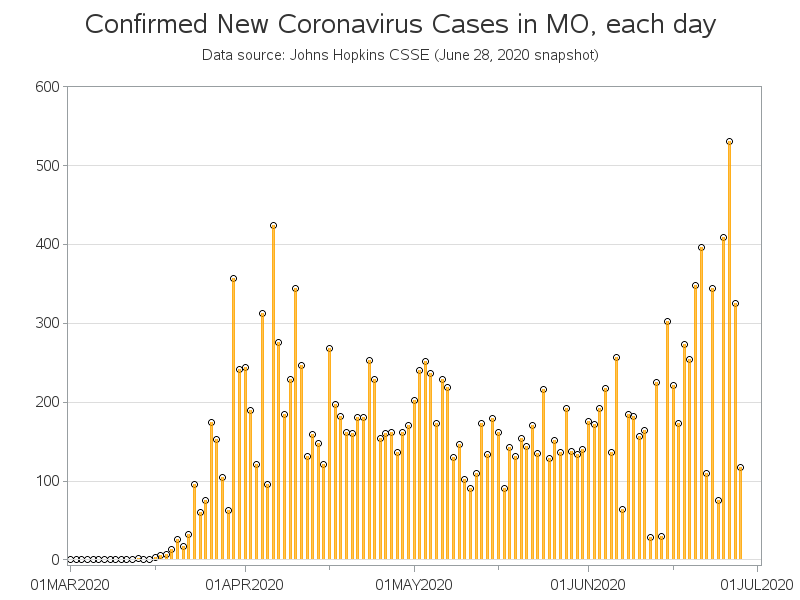 Confirmed New Coronavirus Cases in MO, each day
Data source: Johns Hopkins CSSE (June 28, 2020 snapshot)
600
500
400
300
200
100
0
01MAR2020 01APR2020 01MAY2020 01JUN2020 01JUL2020